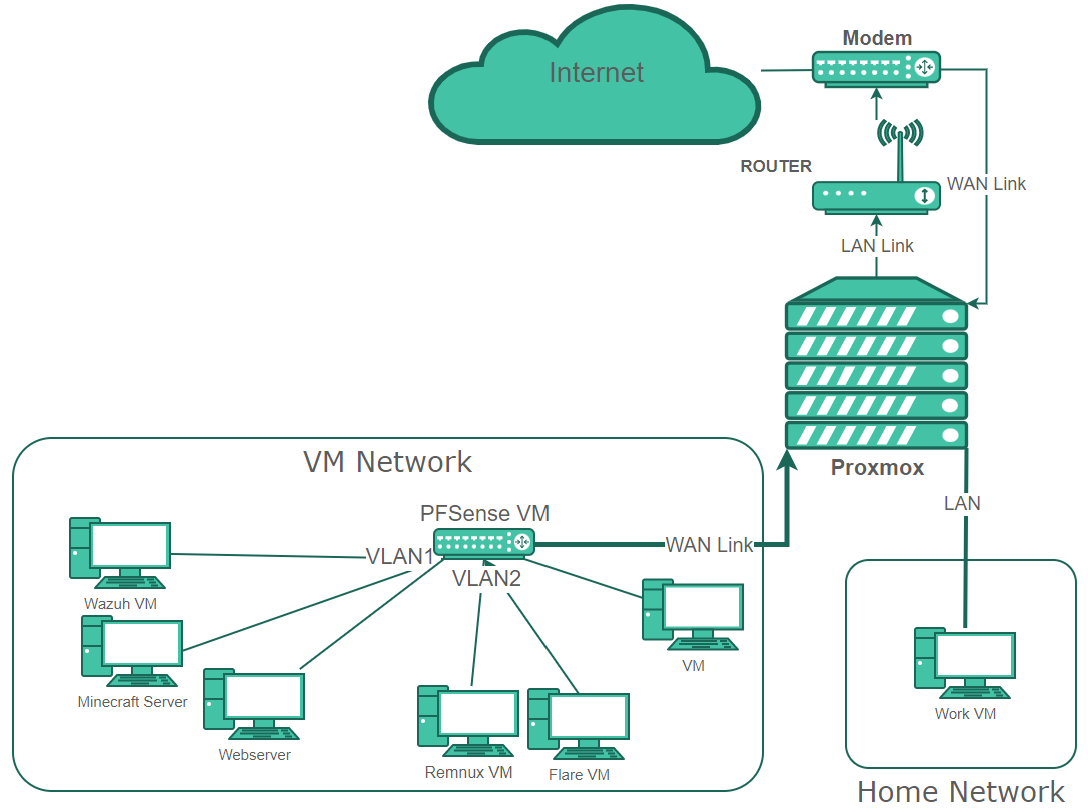 Modem
Internet
ROUTER
WAN Link
LAN Link
VM Network
Proxmox
LAN
PFSense VM
WAN Link
VLAN1
VLAN2
Wazuh VM
VM
Minecraft Server
Work VM
Webserver
Remnux VM
Flare VM
Home Network